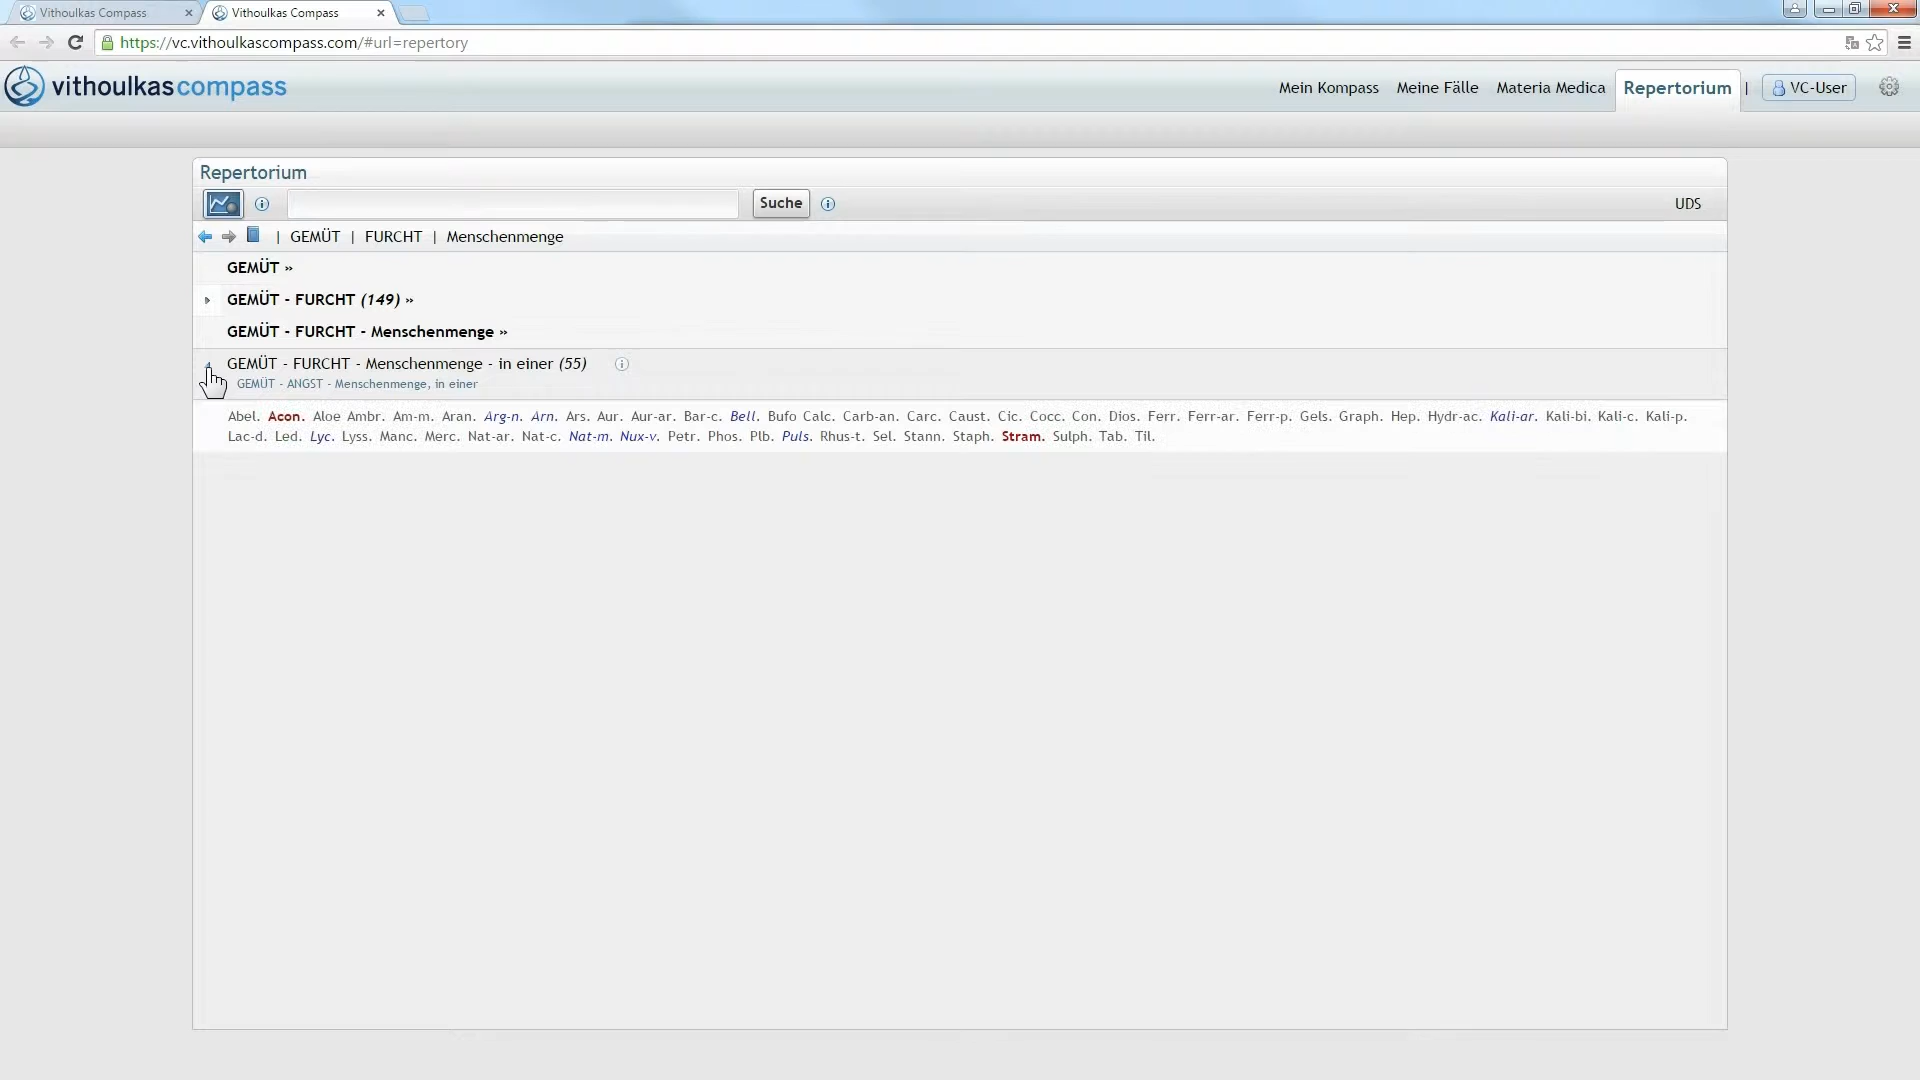 Vithoulkas Compass
Vithoulkas Compass
https://vc.vithoulkascompass.com/#url=repertory
vithoulkascompass
Mein Kompass Meine Fälle Materia Medica Repertorium | VC-User
Repertorium
Suche
UDS
| GEMÜT | FURCHT | Menschenmenge
GEMÜT »
GEMÜT - FURCHT (149) »
GEMÜT - FURCHT - Menschenmenge »
GEMÜT - FURCHT - Menschenmenge - in einer (55)
GEMÜT - ANGST - Menschenmenge, in einer
Abel. Acon. Aloe Ambr. Am-m. Aran. Arg-n. Arn. Ars. Aur. Aur-ar. Bar-c. Bell. Bufo Calc. Carb-an. Carc. Caust. Cic. Cocc. Con. Dios. Ferr. Ferr-ar. Ferr-p. Gels. Graph. Hep. Hydr-ac. Kali-ar. Kali-bi. Kali-c. Kali-p.
Lac-d. Led. Lyc. Lyss. Manc. Merc. Nat-ar. Nat-c. Nat-m. Nux-v. Petr. Phos. Plb. Puls. Rhus-t. Sel. Stann. Staph. Stram. Sulph. Tab. Til.